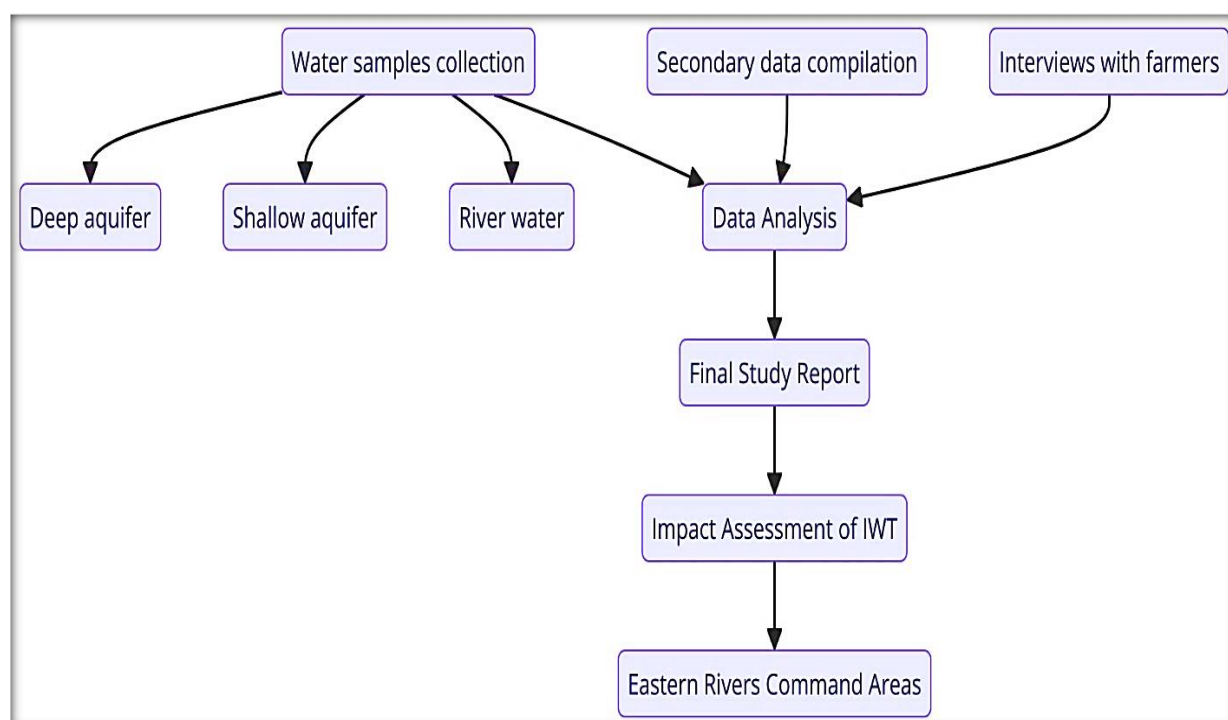 Water samples collection
Secondary data compilation
Interviews with farmers
Deep aquifer
Shallow aquifer
River water
Data Analysis
Final Study Report
Impact Assessment of IWT
Eastern Rivers Command Areas